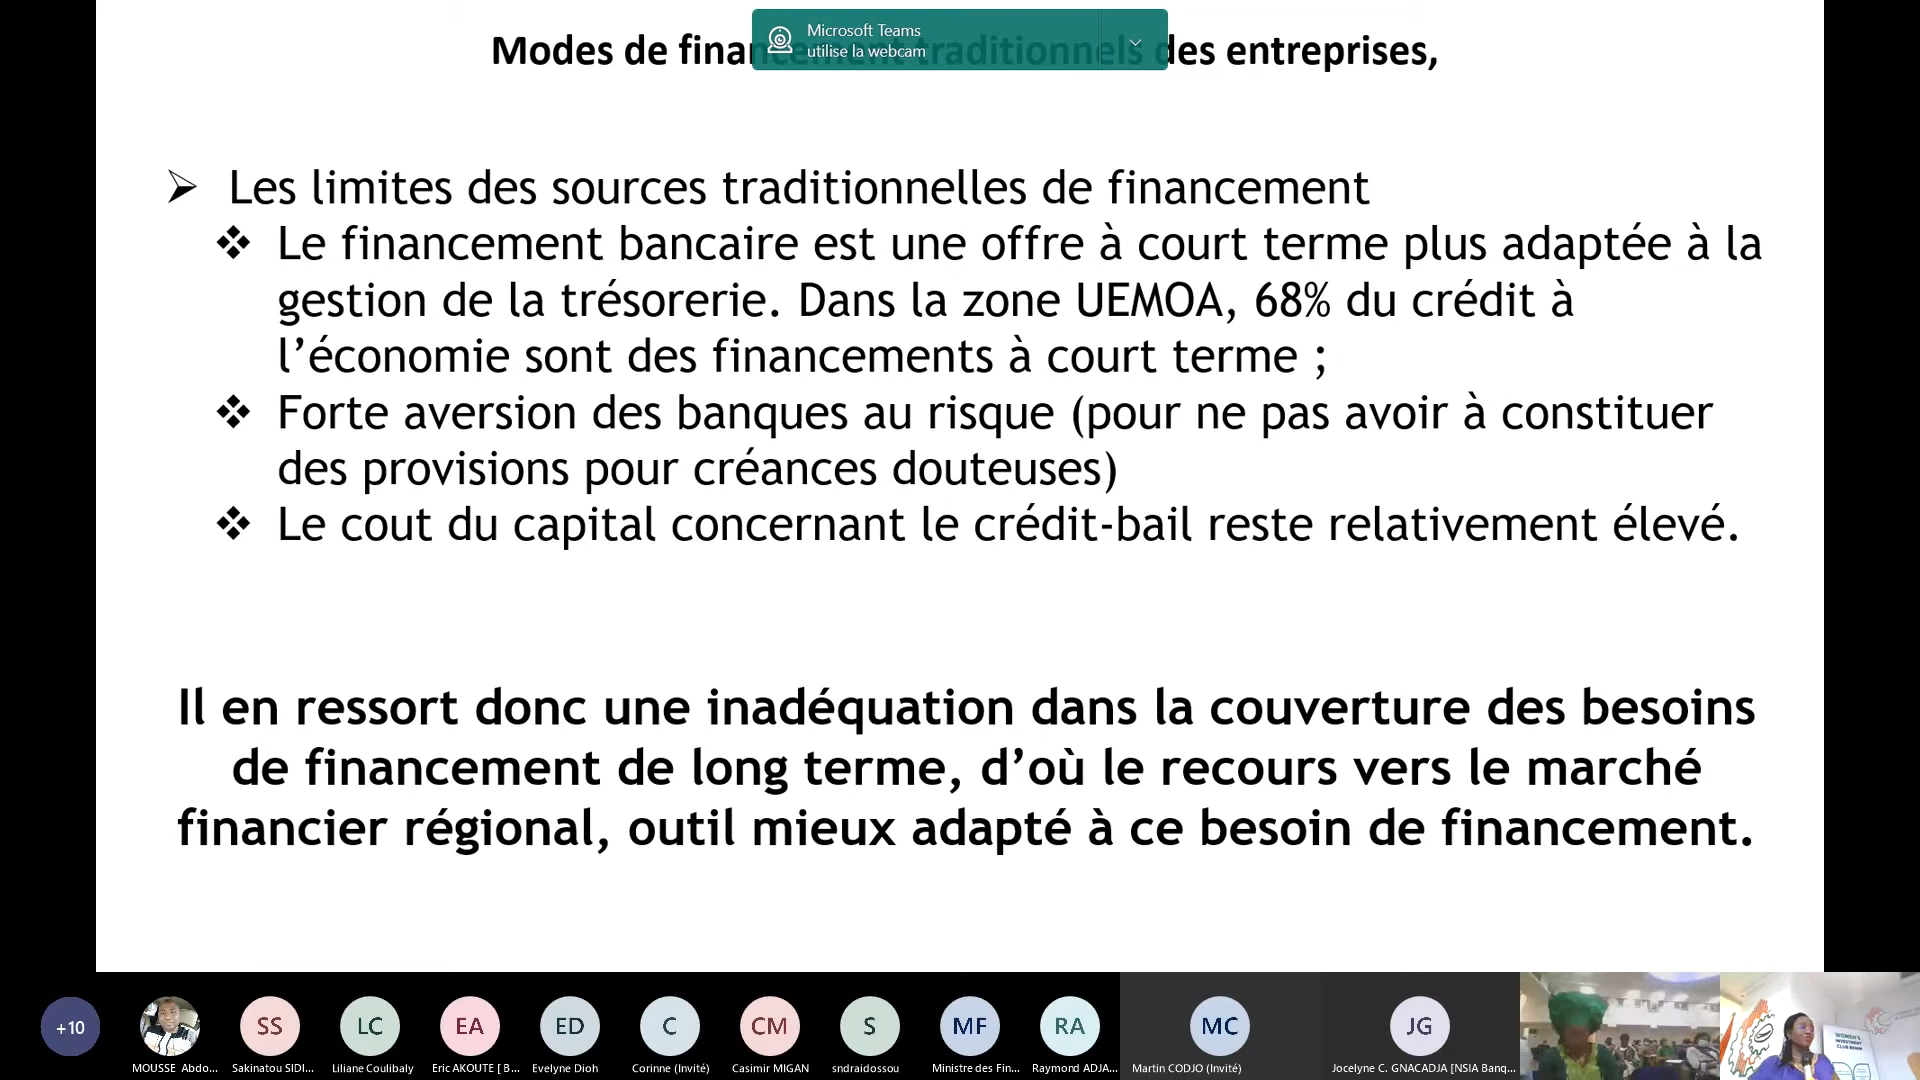 Modes de financement traditionnels des entreprises,
Microsoft Teams
utilise la webcam
Les limites des sources traditionnelles de financement
Le financement bancaire est une offre à court terme plus adaptée à la
gestion de la trésorerie. Dans la zone UEMOA, 68% du crédit à
l’économie sont des financements à court terme ;
Forte aversion des banques au risque (pour ne pas avoir à constituer
des provisions pour créances douteuses)
Le cout du capital concernant le crédit-bail reste relativement élevé.
Il en ressort donc une inadéquation dans la couverture des besoins
de financement de long terme, d’où le recours vers le marché
financier régional, outil mieux adapté à ce besoin de financement.
+10
SS
LC
EA
ED
C
CM
S
MF
RA
MC
JG
MOUSSE Abdo...
Sakinatou SIDI...
Liliane Coulibaly
Eric AKOUTE [ B...
Evelyne Dioh
Corinne (Invité)
Casimir MIGAN
sndraidossou
Ministre des Fin...
Raymond ADJA...
Martin CODJO (Invité)
Jocelyne C. GNACADJA [NSIA Banq...
WOMEN'S
INVESTMENT
CLUB BENIN